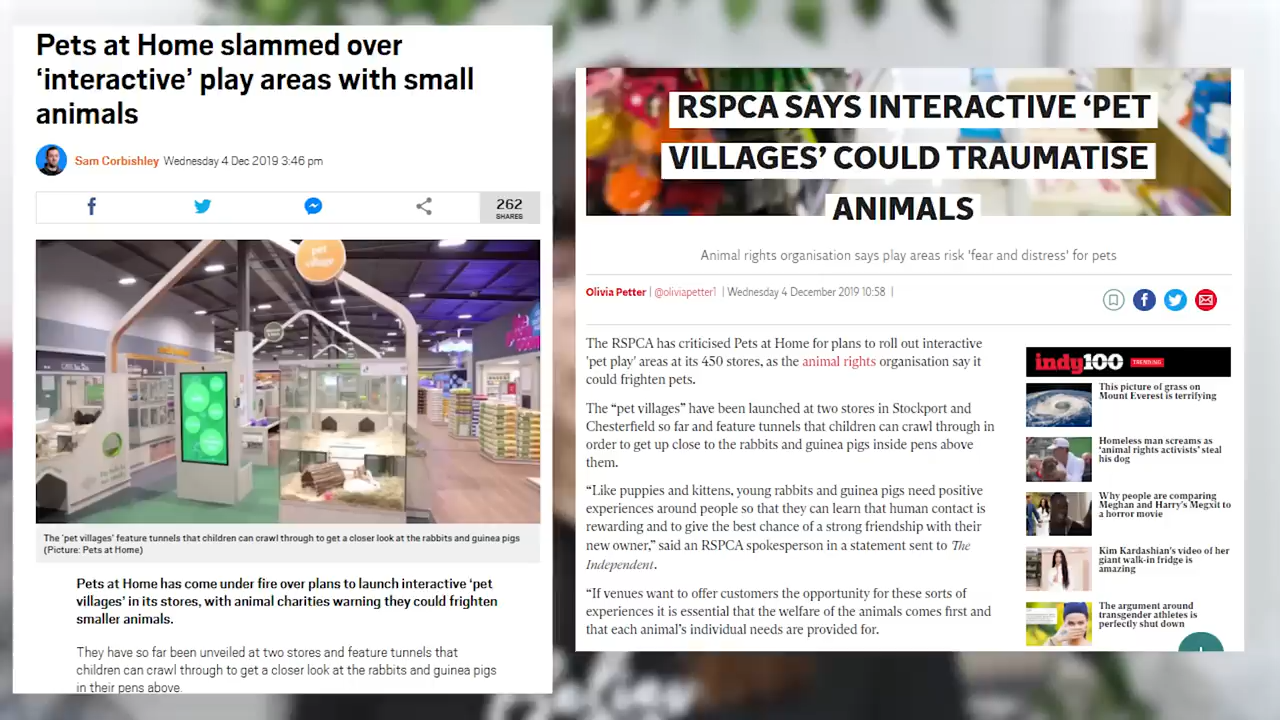 Pets at Home slammed over
‘interactive’ play areas with small
animals
Sam Corbishley Wednesday 4 Dec 2019 3:46 pm
262
SHARES
pet
village
The ‘pet villages’ feature tunnels that children can crawl through to get a closer look at the rabbits and guinea pigs
(Picture: Pets at Home)
Pets at Home has come under fire over plans to launch interactive ‘pet
villages’ in its stores, with animal charities warning they could frighten
smaller animals.
They have so far been unveiled at two stores and feature tunnels that
children can crawl through to get a closer look at the rabbits and guinea pigs
in their pens above.
RSPCA SAYS INTERACTIVE ‘PET
VILLAGES’ COULD TRAUMATISE
ANIMALS
Animal rights organisation says play areas risk 'fear and distress' for pets
Olivia Petter | @oliviapetter1 | Wednesday 4 December 2019 10:58 |
The RSPCA has criticised Pets at Home for plans to roll out interactive
'pet play' areas at its 450 stores, as the animal rights organisation say it
could frighten pets.
The “pet villages” have been launched at two stores in Stockport and
Chesterfield so far and feature tunnels that children can crawl through in
order to get up close to the rabbits and guinea pigs inside pens above
them.
“Like puppies and kittens, young rabbits and guinea pigs need positive
experiences around people so that they can learn that human contact is
rewarding and to give the best chance of a strong friendship with their
new owner,” said an RSPCA spokesperson in a statement sent to The
Independent.
“If venues want to offer customers the opportunity for these sorts of
experiences it is essential that the welfare of the animals comes first and
that each animal’s individual needs are provided for.
indy100 TRENDING
This picture of grass on
Mount Everest is terrifying
Homeless man screams as
'animal rights activists' steal
his dog
Why people are comparing
Meghan and Harry's Megxit to
a horror movie
Kim Kardashian's video of her
giant walk-in fridge is
amazing
The argument around
transgender athletes is
perfectly shut down